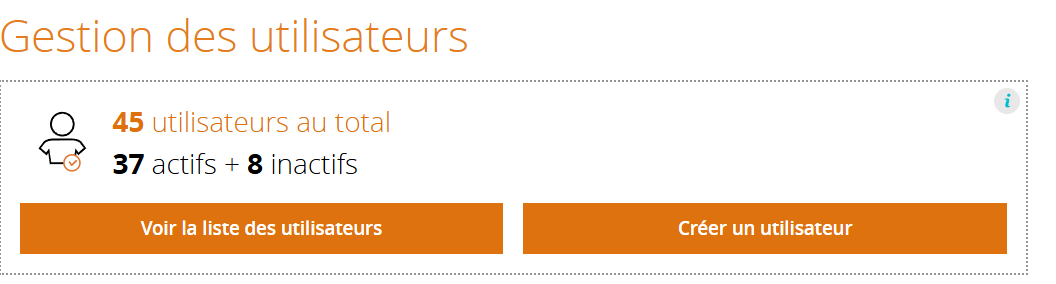 Gestion des utilisateurs
i
45 utilisateurs au total
37 actifs + 8 inactifs
Voir la liste des utilisateurs
Créer un utilisateur